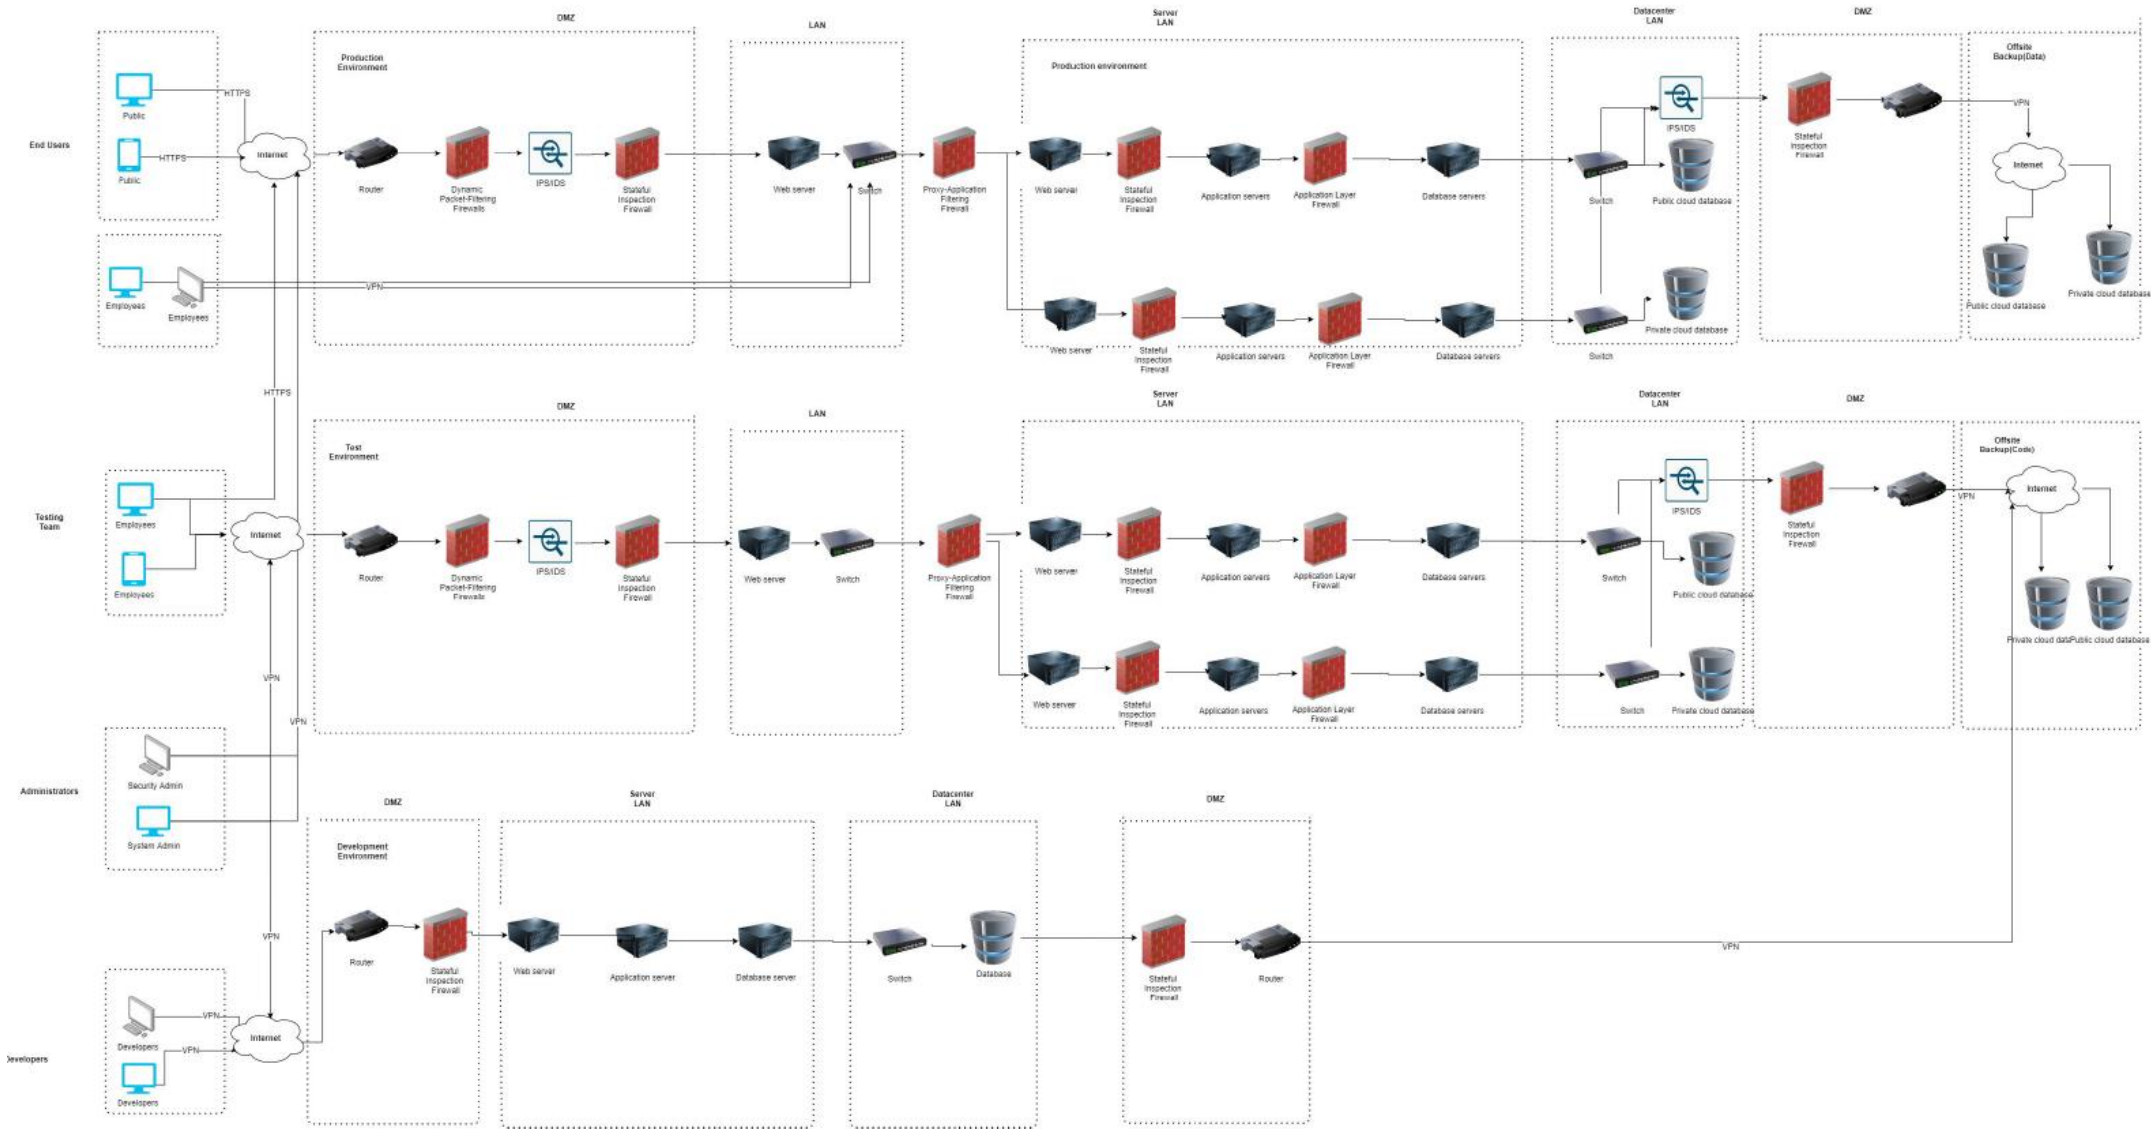 DMZ
LAN
Server
LAN
Datacenter
LAN
DMZ
Production
Environment
Production environment
Offsite
Backup(Data)
HTTPS
Public
End Users
HTTPS
Internet
Public
Router
Dynamic
Packet-Filtering
Firewalls
IPS/IDS
Stateful
Inspection
Firewall
Web server
Switch
Proxy-Application
Filtering
Firewall
Web server
Stateful
Inspection
Firewall
Application servers
Application Layer
Firewall
Database servers
Switch
IPS/IDS
Public cloud database
Stateful
Inspection
Firewall
VPN
Internet
Public cloud database
Private cloud database
Employees
Employees
VPN
Web server
Stateful
Inspection
Firewall
Application servers
Application Layer
Firewall
Database servers
Switch
Private cloud database
HTTPS
DMZ
LAN
Server
LAN
Datacenter
LAN
DMZ
Test
Environment
Offsite
Backup(Code)
Testing
Team
Employees
Employees
Internet
Router
Dynamic
Packet-Filtering
Firewalls
IPS/IDS
Stateful
Inspection
Firewall
Web server
Switch
Proxy-Application
Filtering
Firewall
Web server
Stateful
Inspection
Firewall
Application servers
Application Layer
Firewall
Database servers
Switch
IPS/IDS
Public cloud database
Stateful
Inspection
Firewall
VPN
Internet
Private cloud data
Public cloud database
VPN
VPN
Web server
Stateful
Inspection
Firewall
Application servers
Application Layer
Firewall
Database servers
Switch
Private cloud database
Administrators
Security Admin
System Admin
DMZ
Server
LAN
Datacenter
LAN
DMZ
Development
Environment
VPN
Router
Stateful
Inspection
Firewall
Web server
Application server
Database server
Switch
Database
Stateful
Inspection
Firewall
Router
VPN
VPN
Developers
VPN
Internet
Developers
evelopers